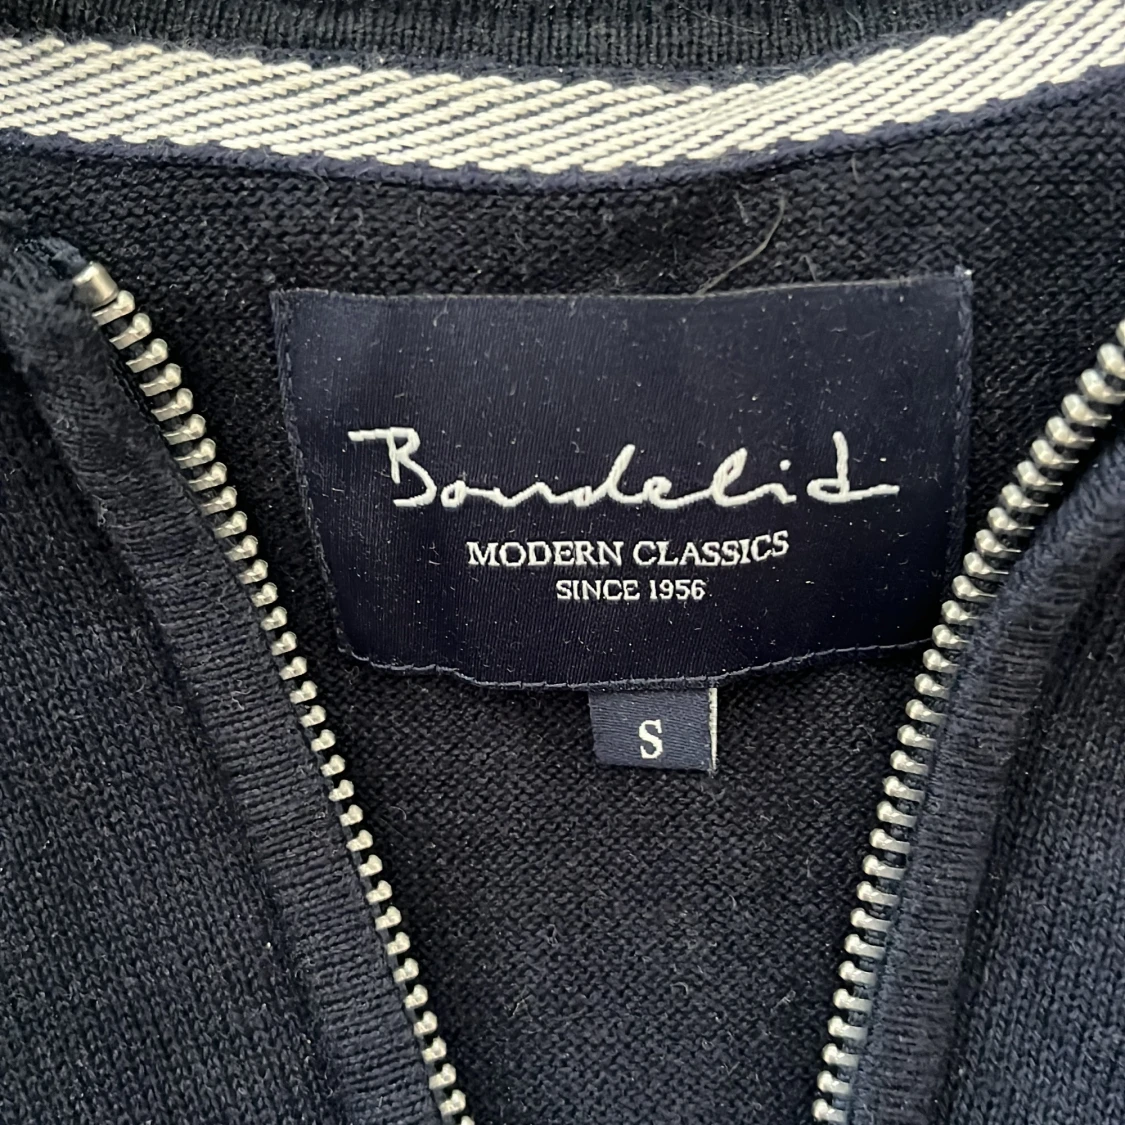 Bondelid
MODERN CLASSICS
SINCE 1956
S